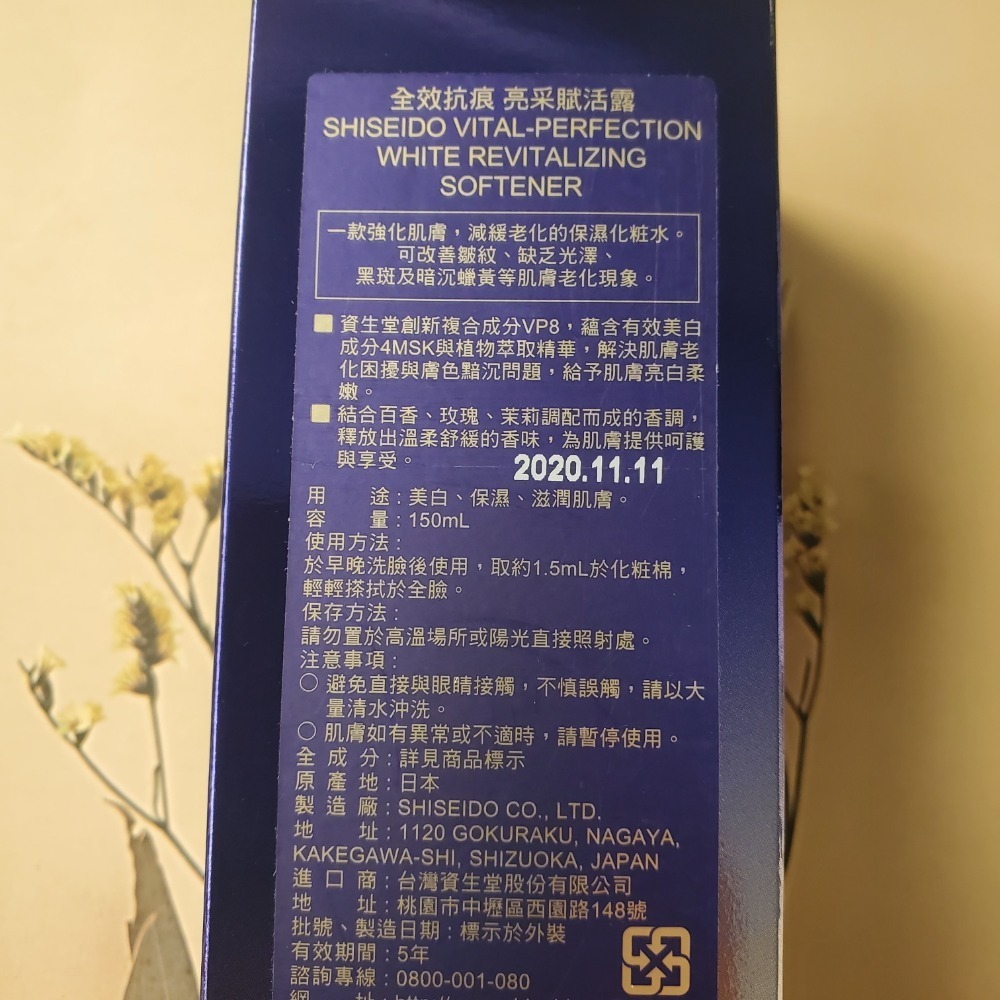 全效抗痕 亮采賦活露
SHISEIDO VITAL-PERFECTION
WHITE REVITALIZING
SOFTENER
一款強化肌膚，減緩老化的保濕化粧水。
可改善皺紋、缺乏光澤、
黑斑及暗沉蠟黃等肌膚老化現象。
■ 資生堂創新複合成分VP8，蘊含有效美白
成分4MSK與植物萃取精華，解決肌膚老
化困擾與膚色黯沉問題，給予肌膚亮白柔
嫩。
■ 結合百香、玫瑰、茉莉調配而成的香調，
釋放出溫柔舒緩的香味，為肌膚提供呵護
與享受。
2020.11.11
用 途：美白、保濕、滋潤肌膚。
容 量：150mL
使用方法：
於早晚洗臉後使用，取約1.5mL於化粧棉，
輕輕搽拭於全臉。
保存方法：
請勿置於高溫場所或陽光直接照射處。
注意事項：
○ 避免直接與眼睛接觸，不慎誤觸，請以大
量清水沖洗。
○ 肌膚如有異常或不適時，請暫停使用。
全 成 分：詳見商品標示
原 產 地：日本
製 造 廠：SHISEIDO CO., LTD.
地 址：1120 GOKURAKU, NAGAYA,
KAKEGAWA-SHI, SHIZUOKA, JAPAN
進 口 商：台灣資生堂股份有限公司
地 址：桃園市中壢區西園路148號
批號、製造日期：標示於外裝
有效期間：5年
諮詢專線：0800-001-080
網 址：